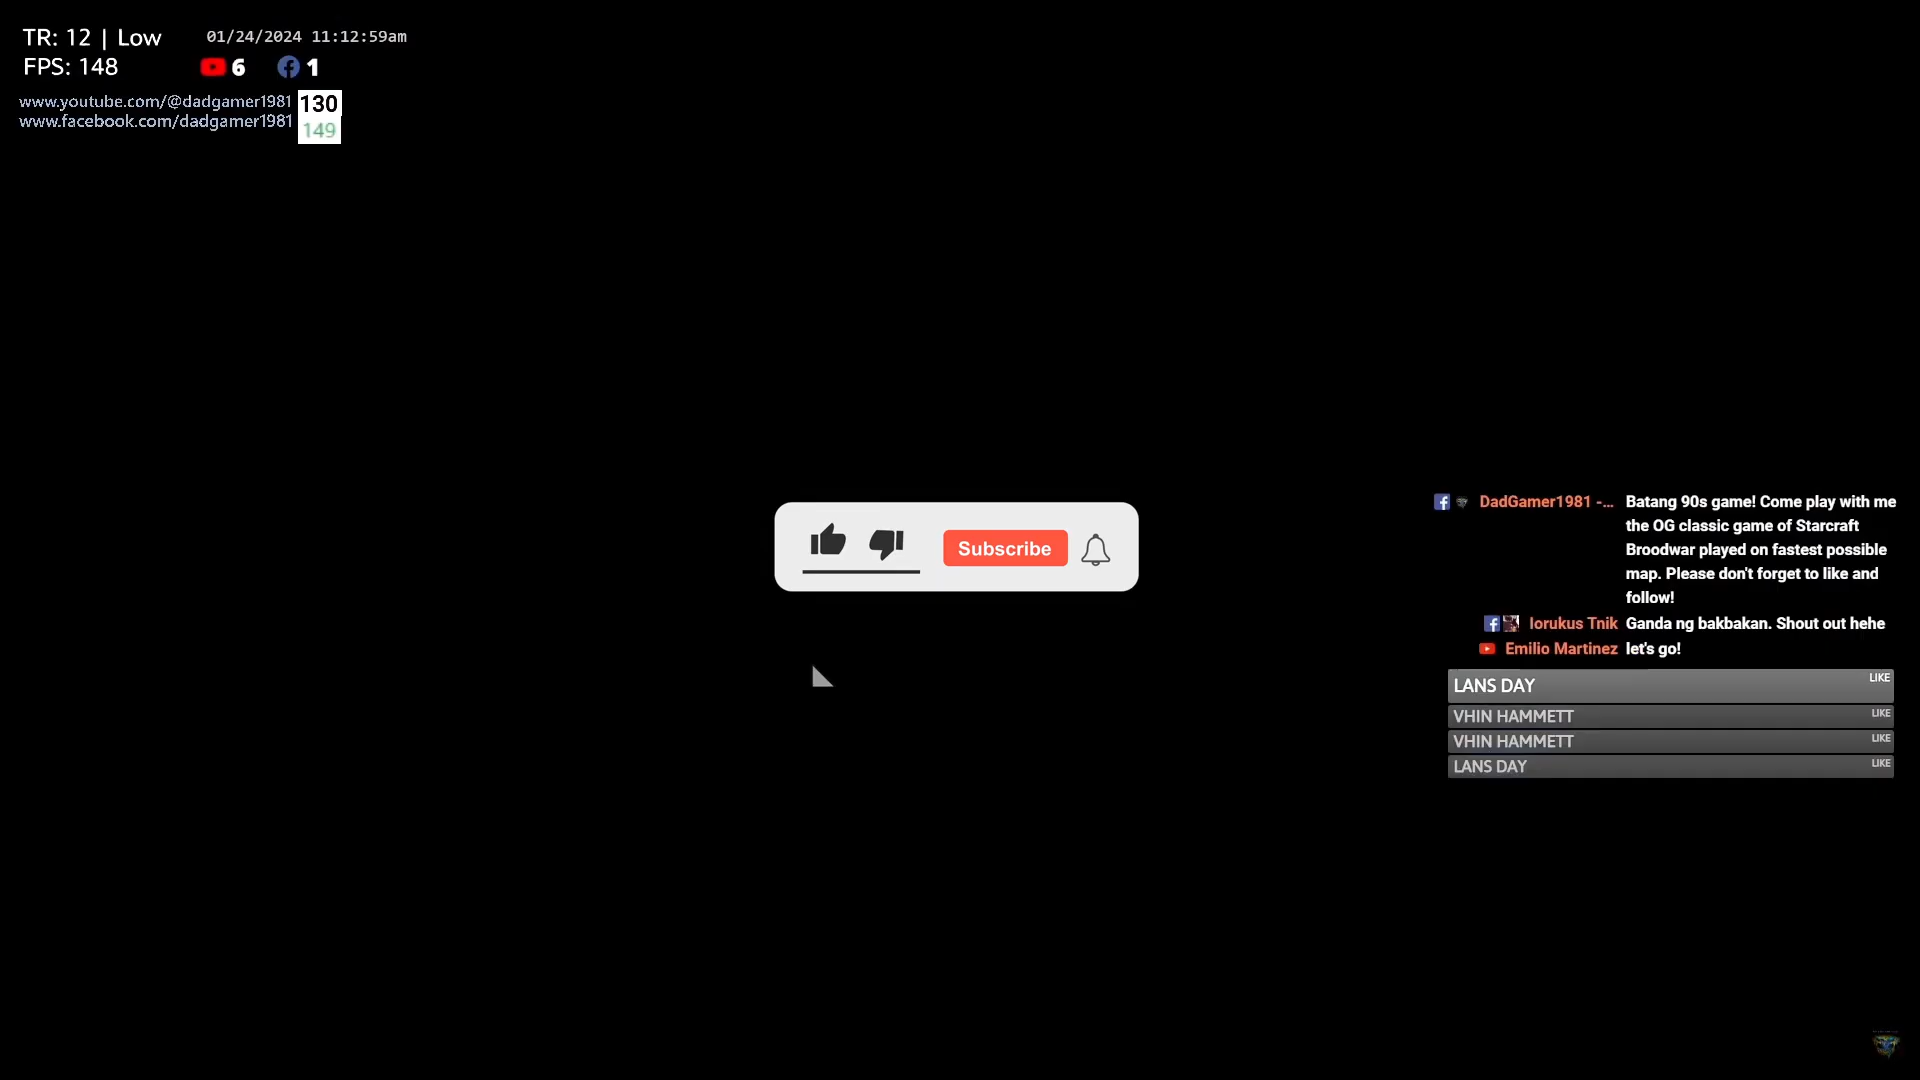 TR: 12 | Low
01/24/2024 11:12:59am
FPS: 148
6
1
www.youtube.com/@dadgamer1981 130
www.facebook.com/dadgamer1981 149
Subscribe
DadGamer1981 -... Batang 90s game! Come play with me
the OG classic game of Starcraft
Broodwar played on fastest possible
map. Please don't forget to like and
follow!
Iorukus Tnik Ganda ng bakbakan. Shout out hehe
Emilio Martinez let's go!
LANS DAY LIKE
VHIN HAMMETT LIKE
VHIN HAMMETT LIKE
LANS DAY LIKE